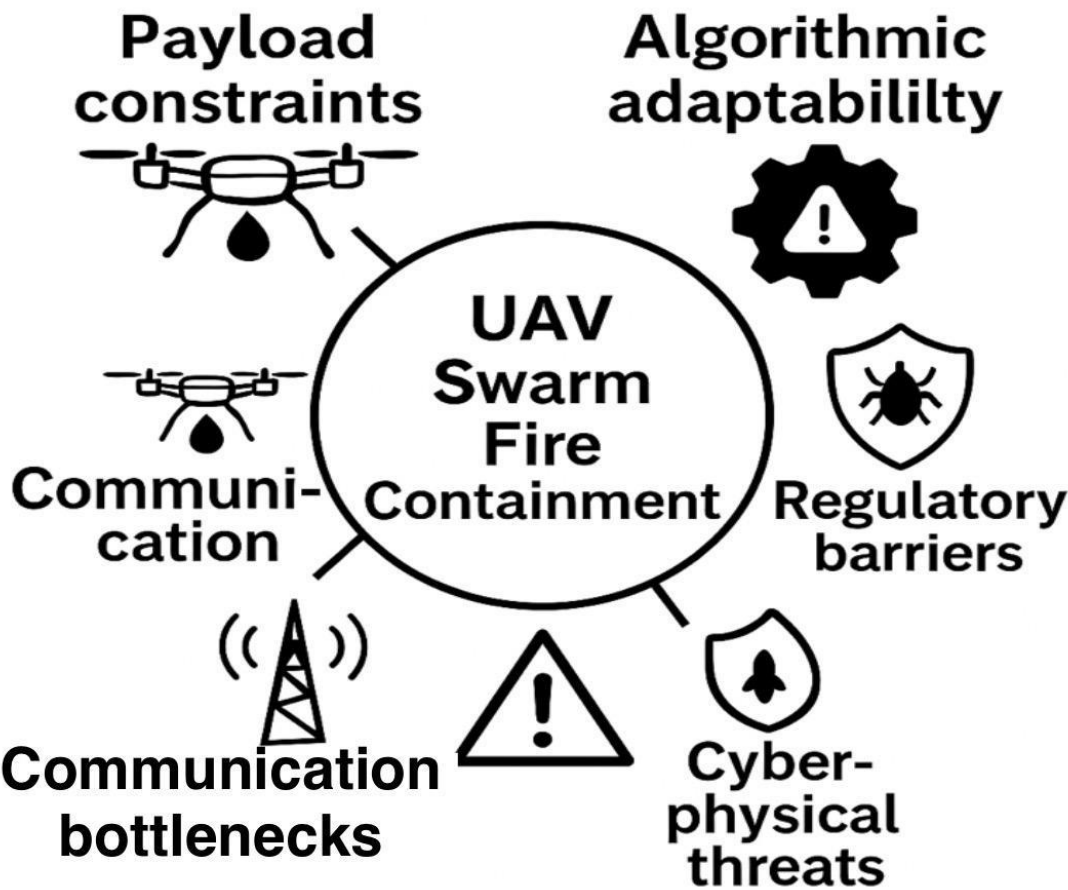 Payload
constraints
Algorithmic
adaptabililty
UAV
Swarm
Fire
Containment
Communi-
cation
Regulatory
barriers
Communication
bottlenecks
Cyber-
physical
threats